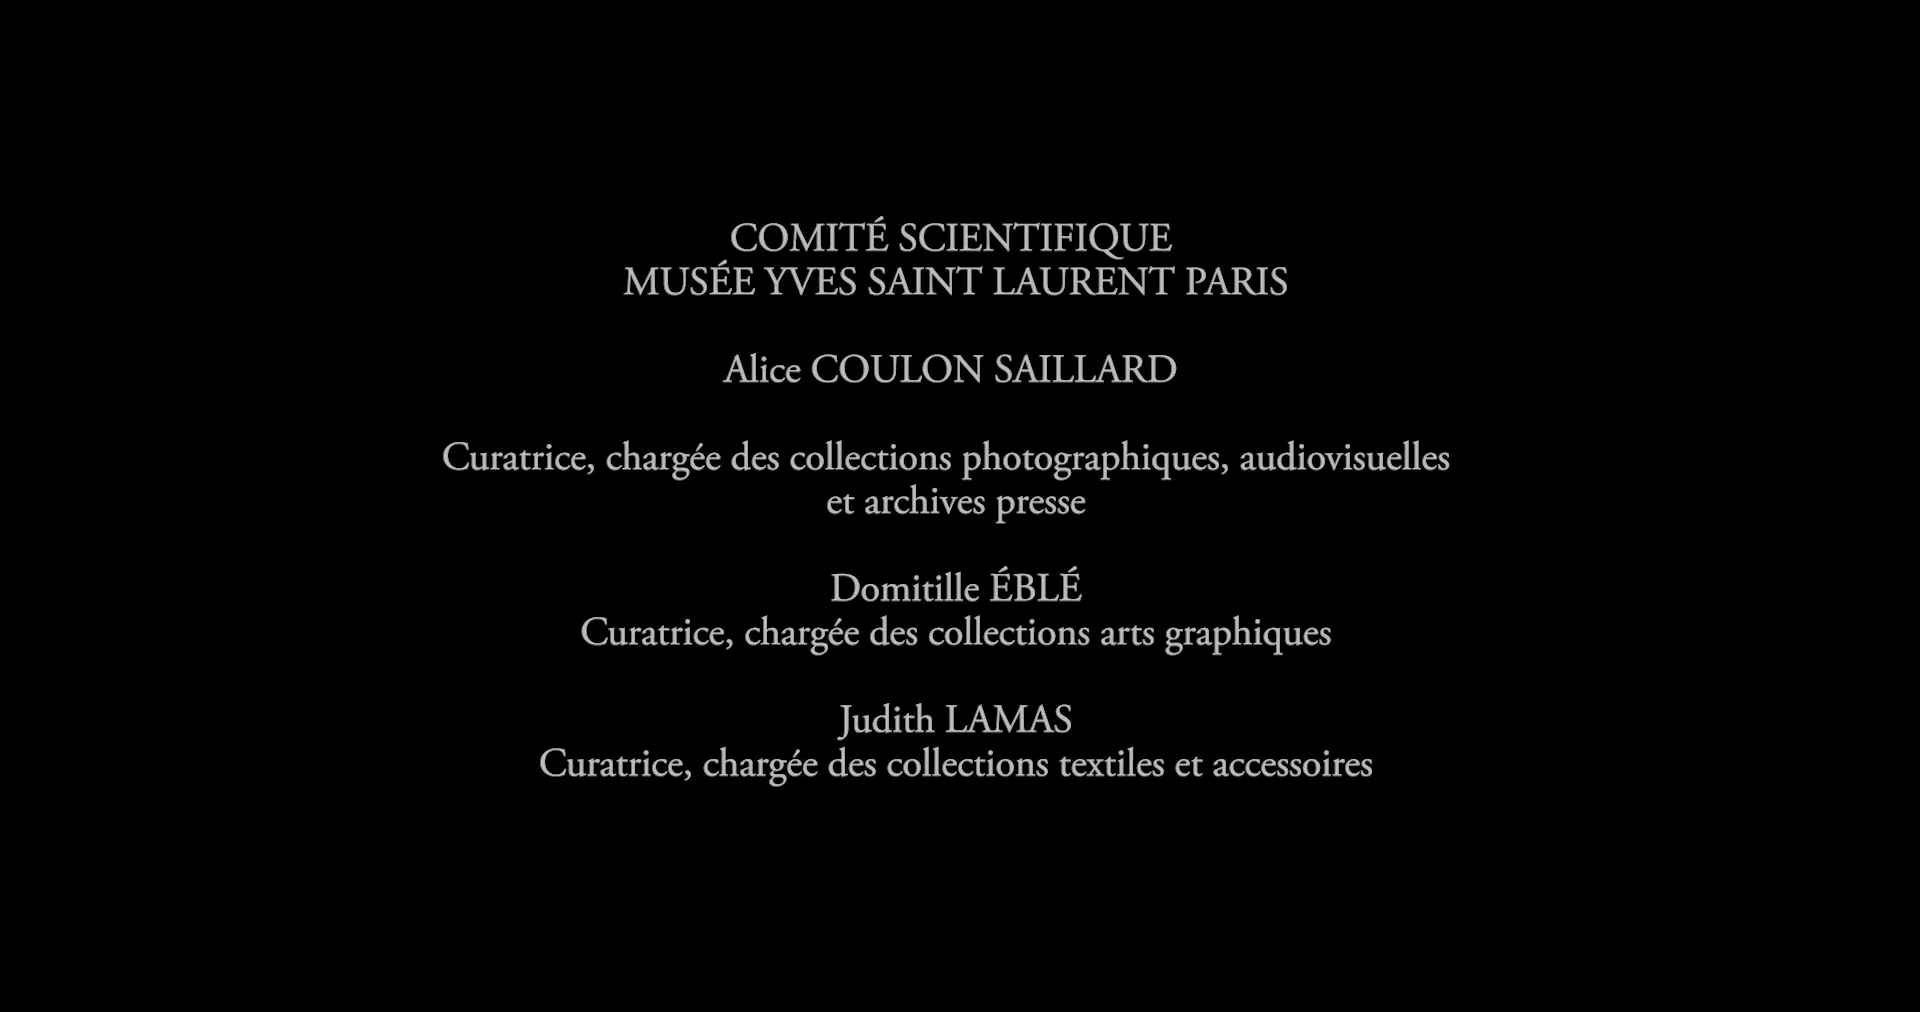 COMITÉ SCIENTIFIQUE
MUSÉE YVES SAINT LAURENT PARIS
Alice COULON SAILLARD
Curatrice, chargée des collections photographiques, audiovisuelles
et archives presse
Domitille ÉBLÉ
Curatrice, chargée des collections arts graphiques
Judith LAMAS
Curatrice, chargée des collections textiles et accessoires